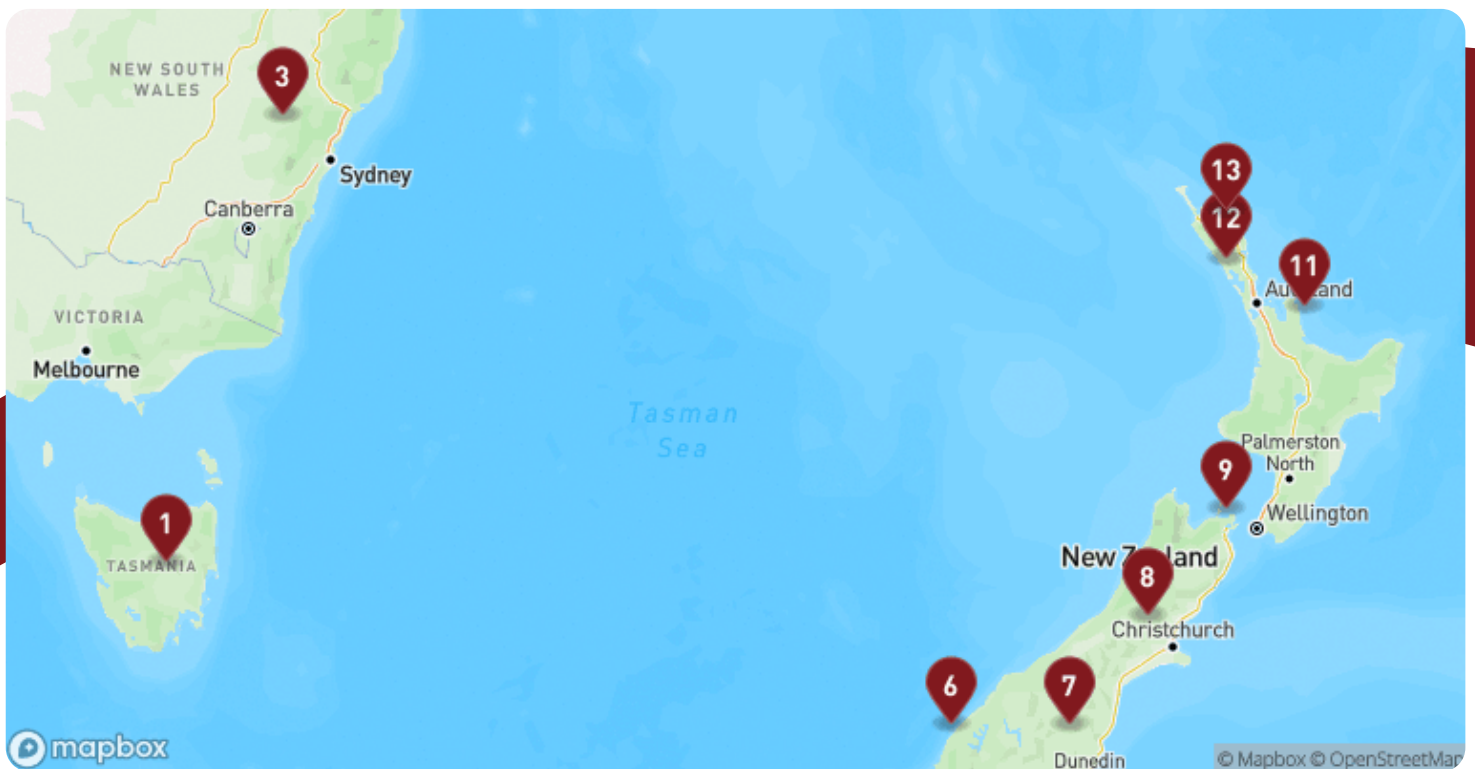 NEW SOUTH
WALES
3
Sydney
Canberra
VICTORIA
Melbourne
1
TASMANIA
Tasman
Sea
13
12
11
Auckland
Palmerston
North
9
Wellington
New Zealand
8
Christchurch
6
7
Dunedin
mapbox
© Mapbox © OpenStreetMap